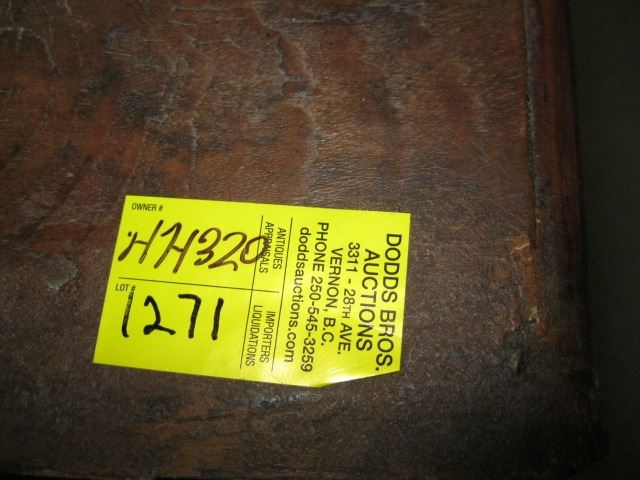 OWNER #
HH320
LOT #
1271
ANTIQUES
APPRAISALS
IMPORTERS
LIQUIDATIONS
DODDS BROS.
AUCTIONS
3311 - 28TH AVE.
VERNON, B.C.
PHONE 250-545-3259
doddsauctions.com